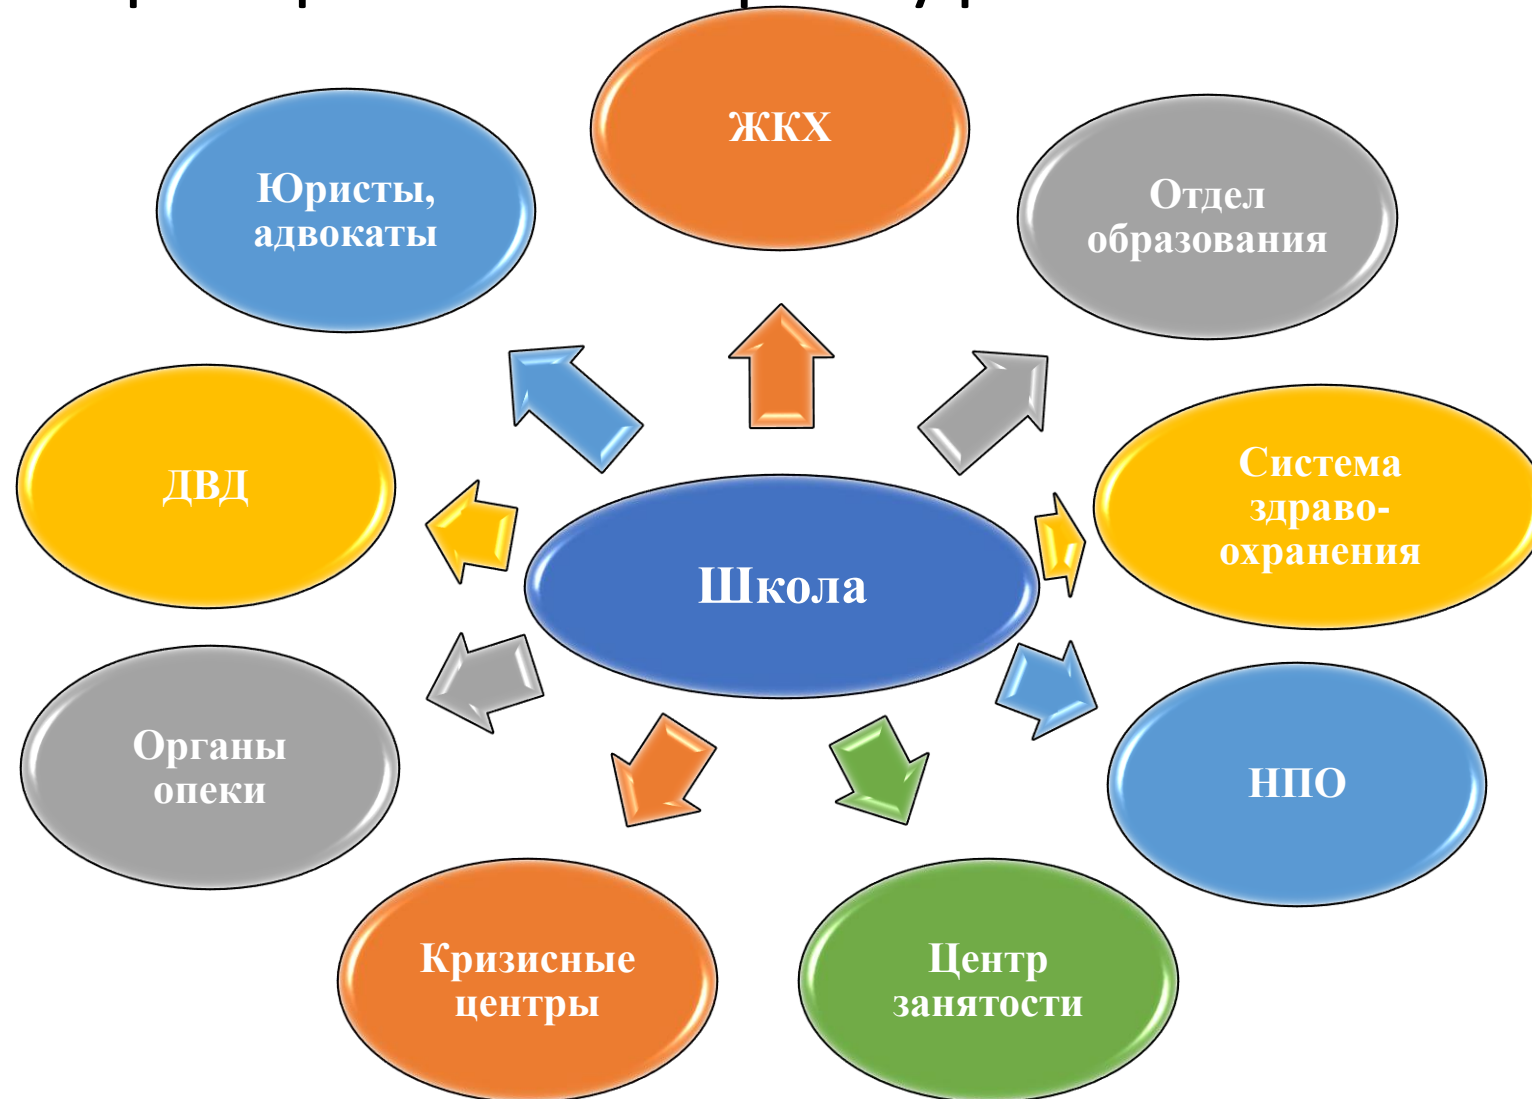 ЖКХ
Юристы,
адвокаты
Отдел
образования
ДВД
Система
здраво-
охранения
Школа
Органы
опеки
НПО
Кризисные
центры
Центр
занятости